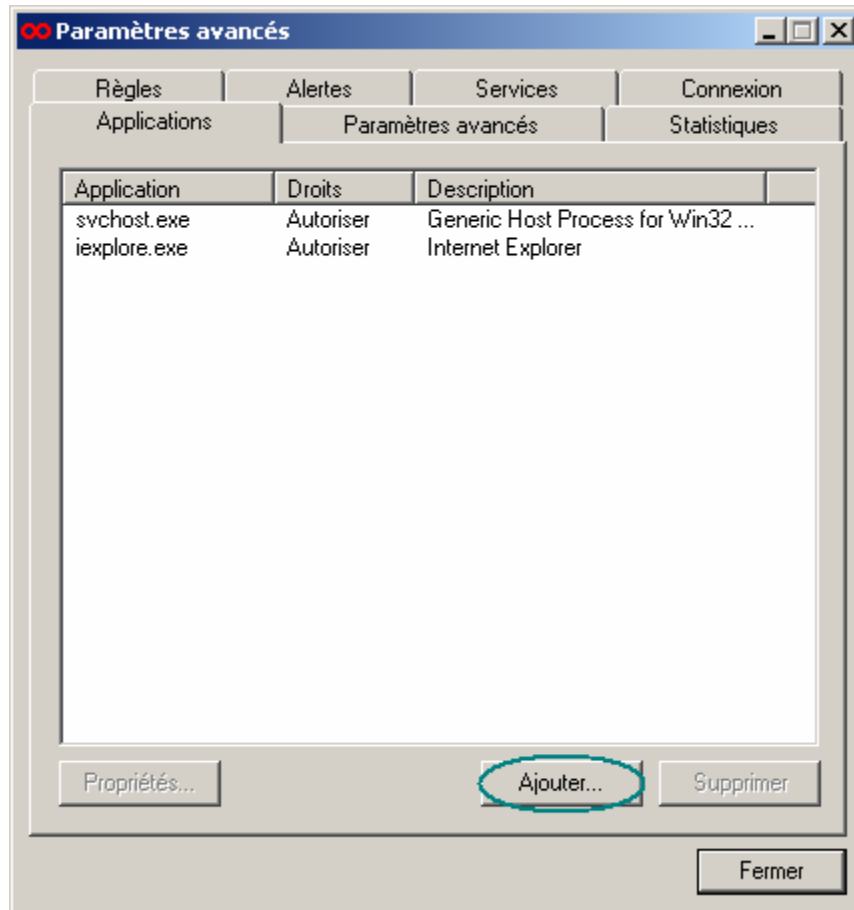 Paramètres avancés
Règles Alertes Services Connexion
Applications Paramètres avancés Statistiques
Application Droits Description
svchost.exe Autoriser Generic Host Process for Win32 ...
iexplore.exe Autoriser Internet Explorer
Propriétés... Ajouter... Supprimer
Fermer